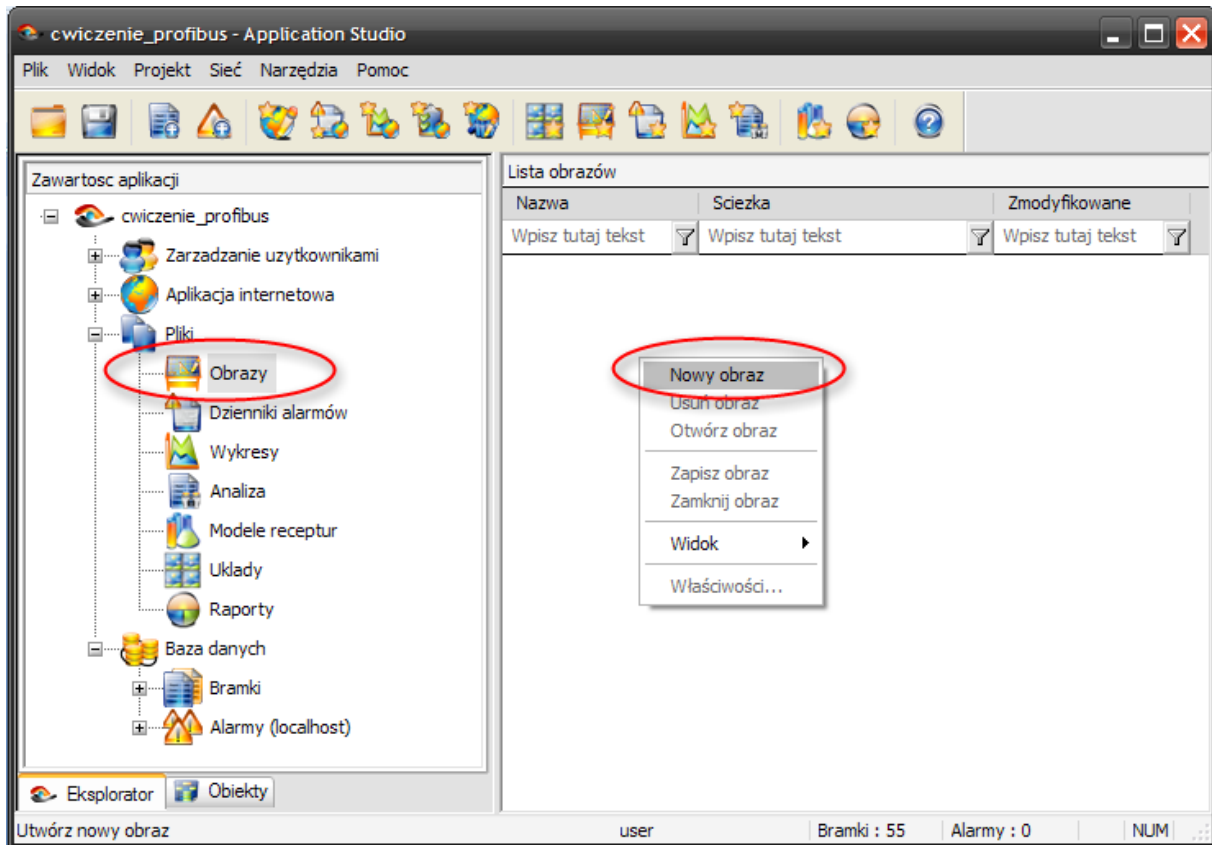 cwiczenie_profibus - Application Studio
Plik Widok Projekt Sieć Narzędzia Pomoc
Zawartosc aplikacji
cwiczenie_profibus
Zarzadzanie uzytkownikami
Aplikacja internetowa
Pliki
Obrazy
Dzienniki alarmów
Wykresy
Analiza
Modele receptur
Uklady
Raporty
Baza danych
Bramki
Alarmy (localhost)
Eksplorator Obiekty
Lista obrazów
Nazwa Sciezka Zmodyfikowane
Wpisz tutaj tekst Wpisz tutaj tekst Wpisz tutaj tekst
Nowy obraz
Usuń obraz
Otwórz obraz
Zapisz obraz
Zamknij obraz
Widok
Właściwości...
Utwórz nowy obraz user Bramki : 55 Alarmy : 0 NUM